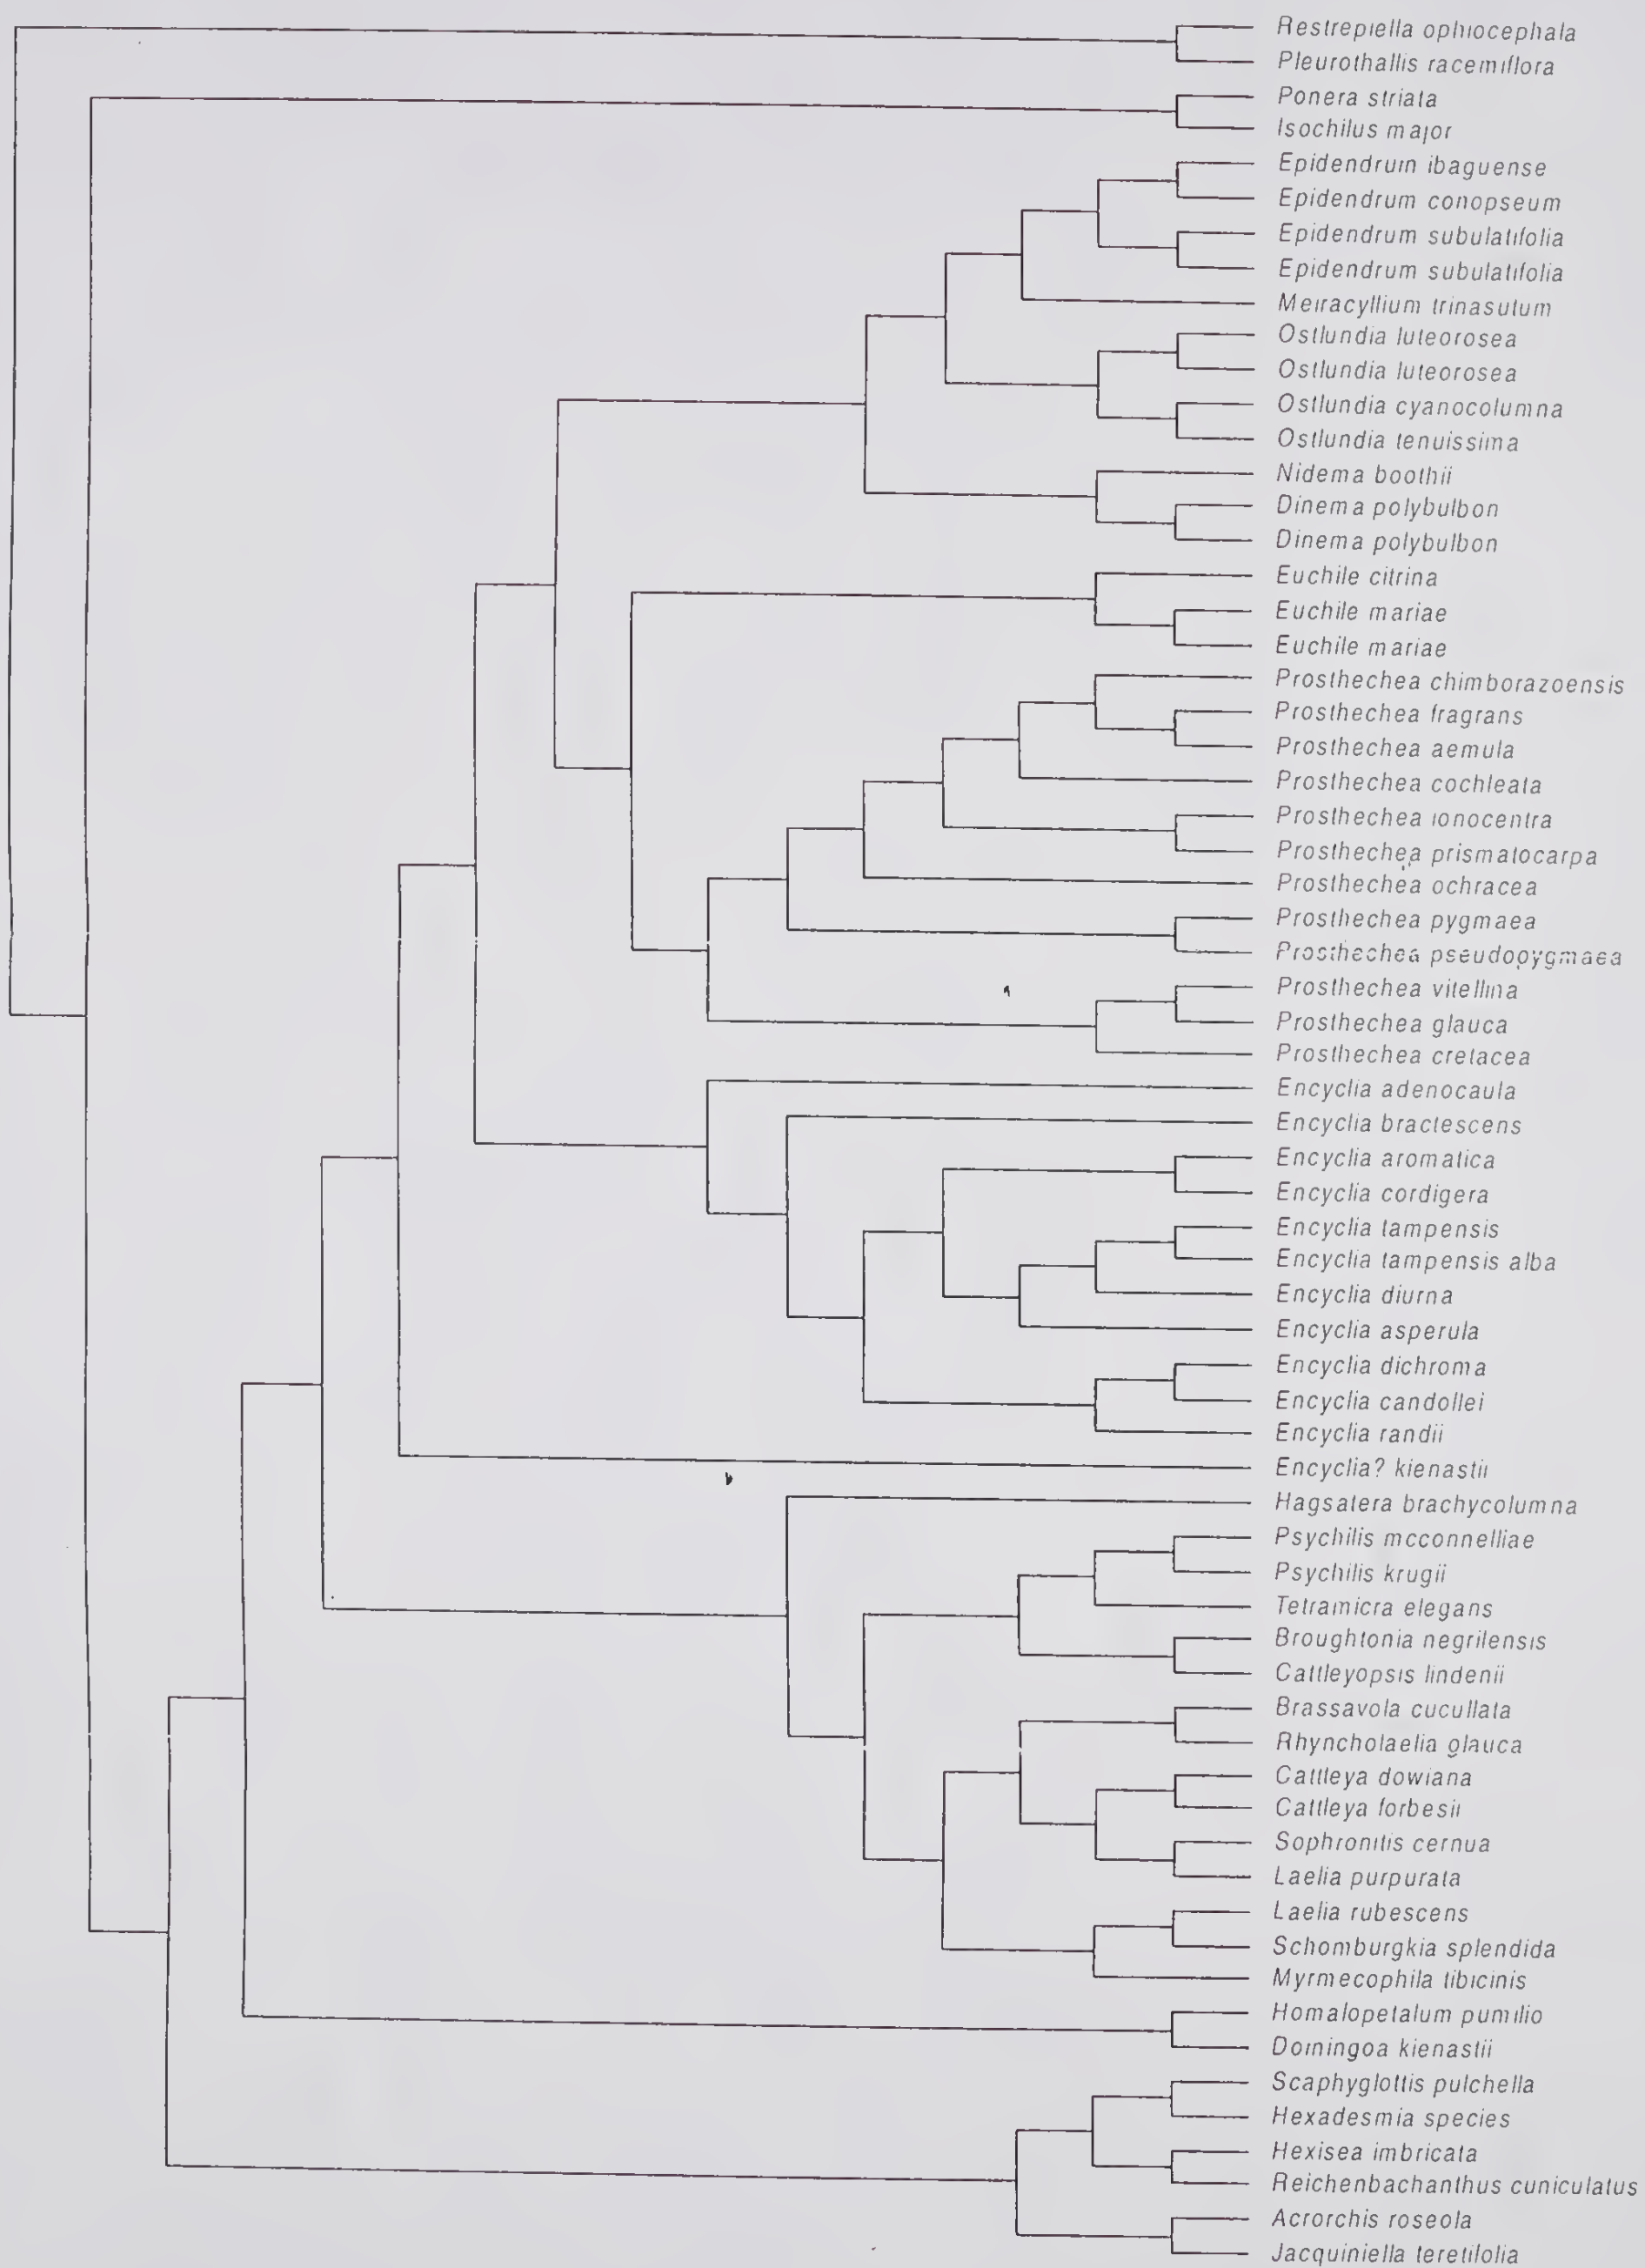 Restrepiella ophiocephala
Pleurothallis racemiflora
Ponera striata
Isochilus major
Epidendrum ibaguense
Epidendrum conopseum
Epidendrum subulatifolia
Epidendrum subulatifolia
Meiracyllium trinasutum
Ostlundia luteorosea
Ostlundia luteorosea
Ostlundia cyanocolumna
Ostlundia tenuissima
Nidema boothii
Dinema polybulbon
Dinema polybulbon
Euchile citrina
Euchile mariae
Euchile mariae
Prosthechea chimborazoensis
Prosthechea fragrans
Prosthechea aemula
Prosthechea cochleata
Prosthechea ionocentra
Prosthechea prismatocarpa
Prosthechea ochracea
Prosthechea pygmaea
Prosthechea pseudopygmaea
Prosthechea vitellina
Prosthechea glauca
Prosthechea cretacea
Encyclia adenocaula
Encyclia bractescens
Encyclia aromatica
Encyclia cordigera
Encyclia tampensis
Encyclia tampensis alba
Encyclia diurna
Encyclia asperula
Encyclia dichroma
Encyclia candollei
Encyclia randii
Encyclia? kienastii
Hagsatera brachycolumna
Psychilis mcconnelliae
Psychilis krugii
Tetramicra elegans
Broughtonia negrilensis
Cattleyopsis lindenii
Brassavola cucullata
Rhyncholaelia glauca
Cattleya dowiana
Cattleya forbesii
Sophronitis cernua
Laelia purpurata
Laelia rubescens
Schomburgkia splendida
Myrmecophila tibicinis
Homalopetalum pumilio
Domingoa kienastii
Scaphyglottis pulchella
Hexadesmia species
Hexisea imbricata
Reichenbachanthus cuniculatus
Acrorchis roseola
Jacquiniella teretifolia